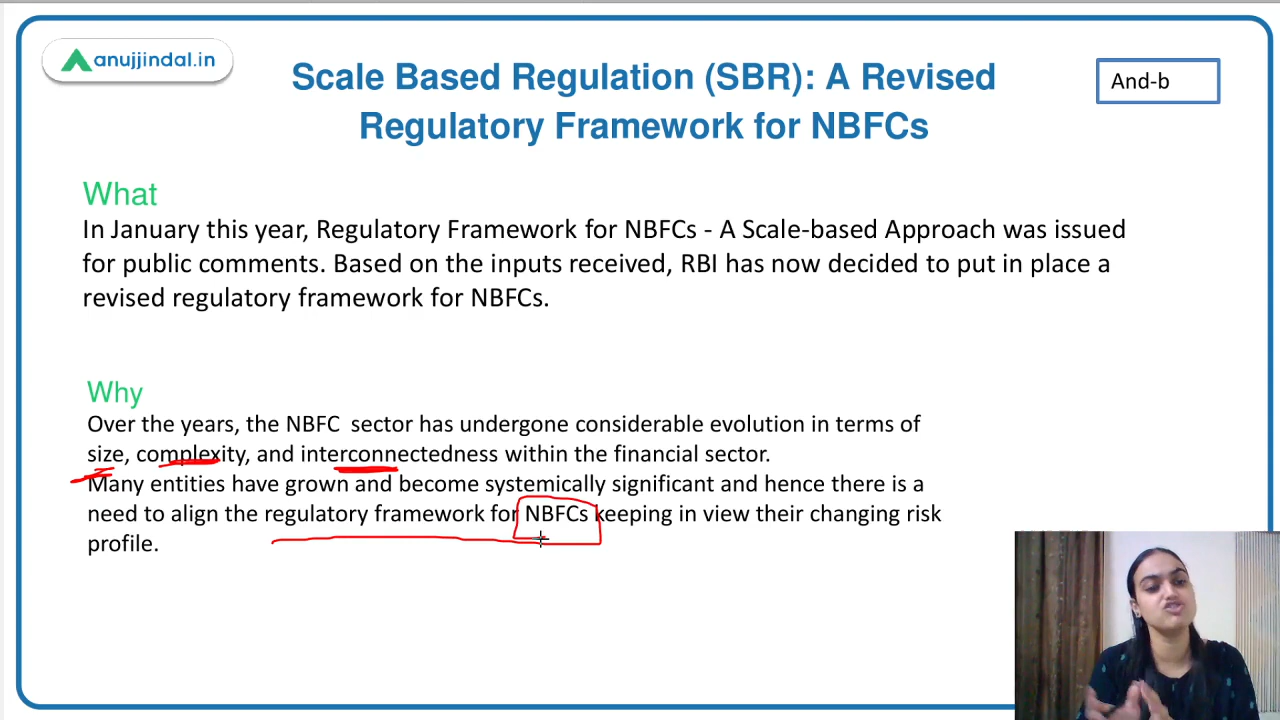 anujjindal.in
Scale Based Regulation (SBR): A Revised
Regulatory Framework for NBFCs
And-b
What
In January this year, Regulatory Framework for NBFCs - A Scale-based Approach was issued
for public comments. Based on the inputs received, RBI has now decided to put in place a
revised regulatory framework for NBFCs.
Why
Over the years, the NBFC sector has undergone considerable evolution in terms of
size, complexity, and interconnectedness within the financial sector.
Many entities have grown and become systemically significant and hence there is a
need to align the regulatory framework for NBFCs keeping in view their changing risk
profile.